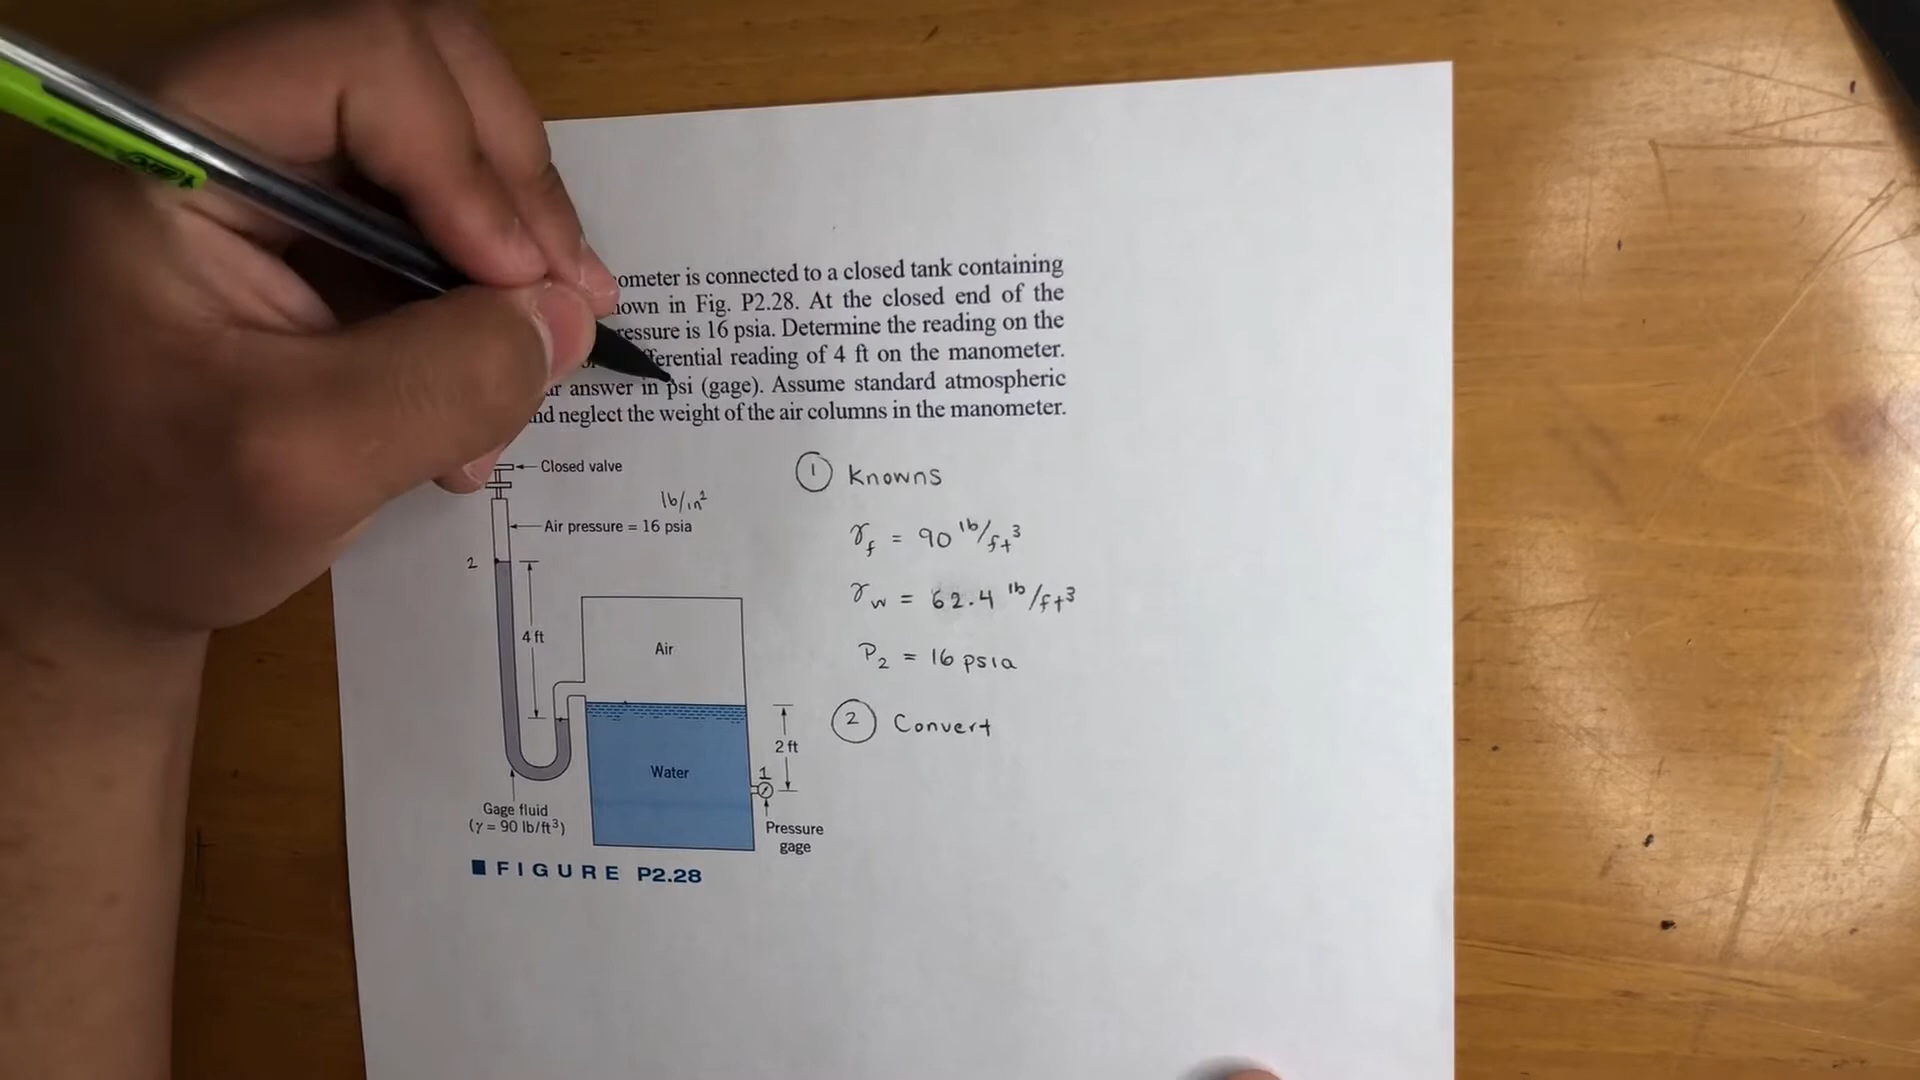 ometer is connected to a closed tank containing
own in Fig. P2.28. At the closed end of the
ressure is 16 psia. Determine the reading on the
ferential reading of 4 ft on the manometer.
answer in psi (gage). Assume standard atmospheric
nd neglect the weight of the air columns in the manometer.
Closed valve
lb/in²
Air pressure = 16 psia
2
4 ft
Air
Water
2 ft
1
Gage fluid
(γ = 90 lb/ft³)
Pressure
gage
FIGURE P2.28
① Knowns
γf = 90 lb/ft³
γw = 62.4 lb/ft³
P₂ = 16 psia
② Convert